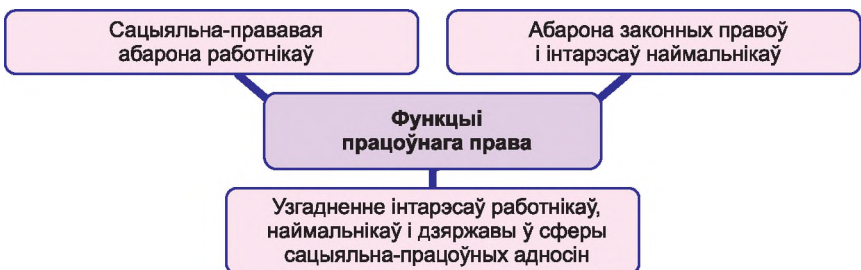 Сацыяльна-прававая
абарона работнікаў
Абарона законных правоў
і інтарэсаў наймальнікаў
Функцыі
працоўнага права
Узгадненне інтарэсаў работнікаў,
наймальнікаў і дзяржавы ў сферы
сацыяльна-працоўных адносін